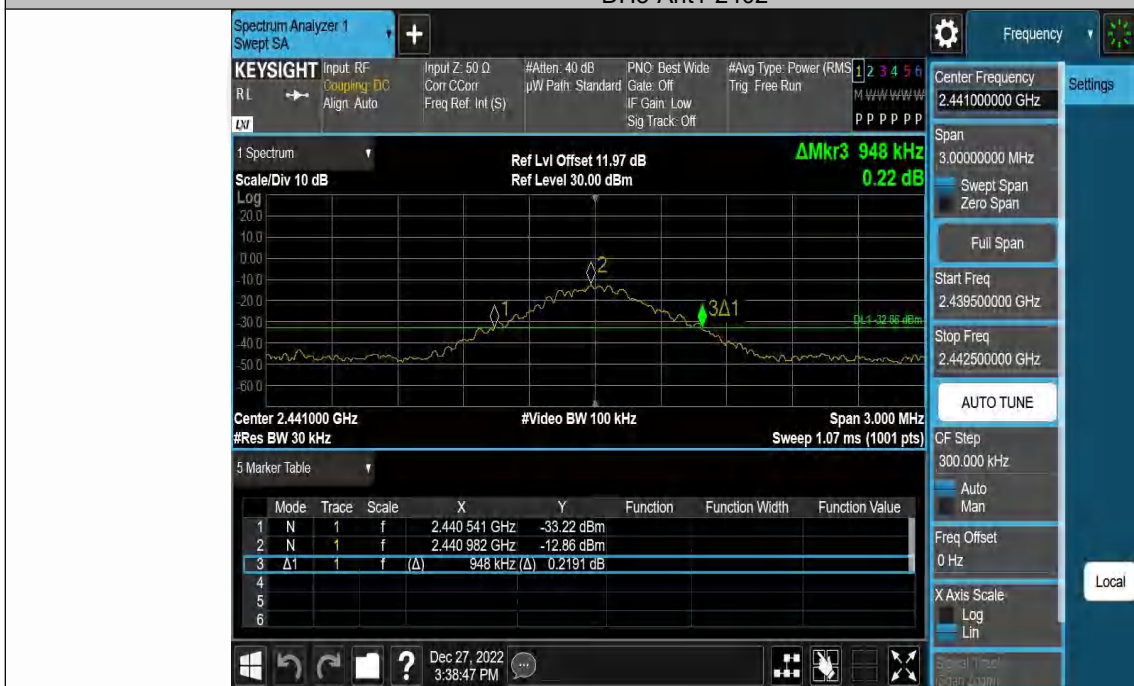 Spectrum Analyzer 1
Swept SA
+
Frequency
KEYSIGHT
RL
LXI
Input: RF
Coupling: DC
Align: Auto
Input Z: 50 Ω
Corr CCorr
Freq Ref: Int (S)
#Atten: 40 dB
µW Path: Standard
PNO: Best Wide
Gate: Off
IF Gain: Low
Sig Track: Off
#Avg Type: Power (RMS
Trig: Free Run
1 2 3 4 5 6
M W W W W W
P P P P P P
Center Frequency
2.441000000 GHz
Settings
Span
3.00000000 MHz
Swept Span
Zero Span
Full Span
Start Freq
2.439500000 GHz
Stop Freq
2.442500000 GHz
AUTO TUNE
CF Step
300.000 kHz
Auto
Man
Freq Offset
0 Hz
X Axis Scale
Log
Lin
Local
1 Spectrum
Scale/Div 10 dB
Ref Lvl Offset 11.97 dB
Ref Level 30.00 dBm
ΔMkr3 948 kHz
0.22 dB
Log
20.0
10.0
0.00
-10.0
-20.0
-30.0
-40.0
-50.0
-60.0
1
2
3Δ1
DL1 -32.86 dBm
Center 2.441000 GHz
#Video BW 100 kHz
Span 3.000 MHz
#Res BW 30 kHz
Sweep 1.07 ms (1001 pts)
5 Marker Table
Mode Trace Scale X Y Function Function Width Function Value
1 N 1 f 2.440 541 GHz -33.22 dBm
2 N 1 f 2.440 982 GHz -12.86 dBm
3 Δ1 1 f (Δ) 948 kHz (Δ) 0.2191 dB
4
5
6
?
Dec 27, 2022
3:38:47 PM